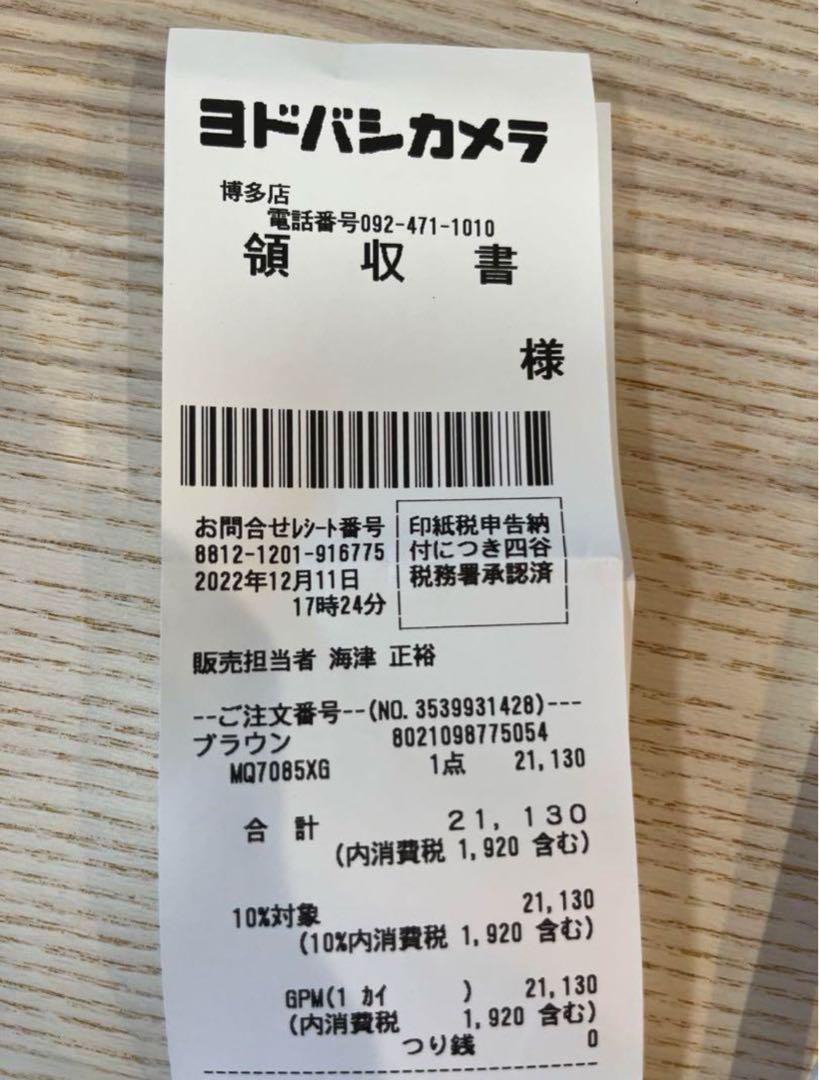 ヨドバシカメラ
博多店
電話番号092-471-1010
領 収 書
様
お問合せﾚｼｰﾄ番号
8812-1201-916775
2022年12月11日
17時24分
印紙税申告納
付につき四谷
税務署承認済
販売担当者 海津 正裕
--ご注文番号--(NO. 3539931428)---
ブラウン 8021098775054
MQ7085XG 1点 21,130
合 計 21,130
(内消費税 1,920 含む)
10%対象 21,130
(10%内消費税 1,920 含む)
GPM(1 ｶｲ ) 21,130
(内消費税 1,920 含む)
つり銭 0